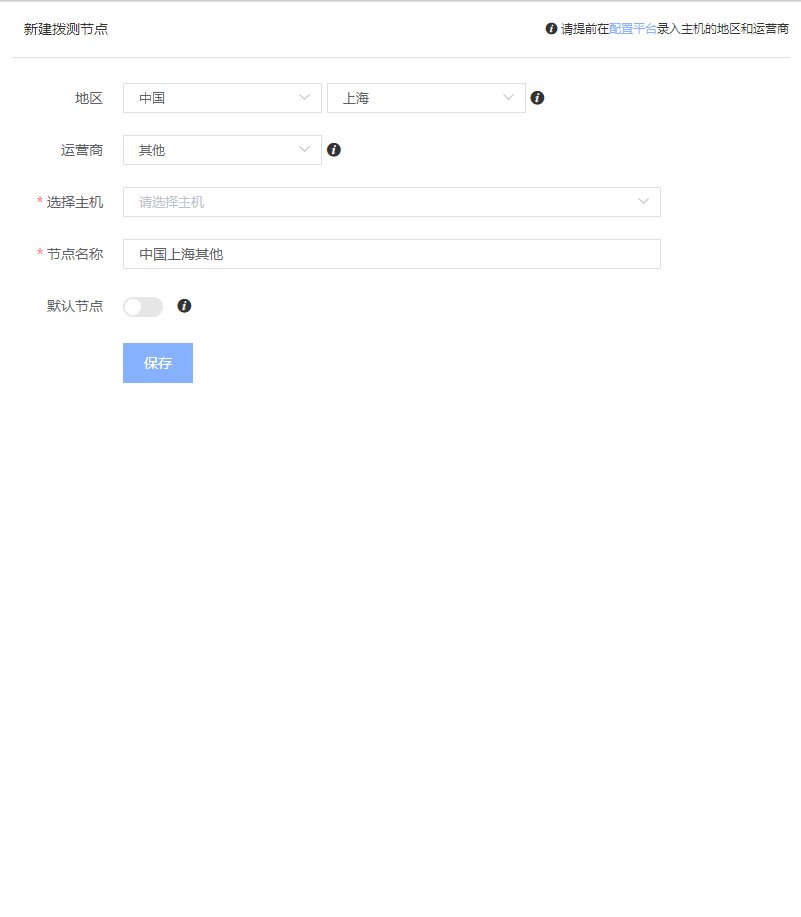 新建拨测节点
请提前在配置平台录入主机的地区和运营商
地区 中国 上海
运营商 其他
* 选择主机 请选择主机
* 节点名称 中国上海其他
默认节点
保存